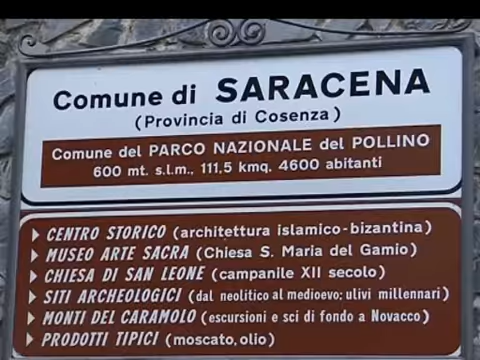 Comune di SARACENA
(Provincia di Cosenza)
Comune del PARCO NAZIONALE del POLLINO
600 mt. s.l.m., 111,5 kmq. 4600 abitanti
CENTRO STORICO (architettura islamico-bizantina)
MUSEO ARTE SACRA (Chiesa S. Maria del Gamio)
CHIESA DI SAN LEONE (campanile XII secolo)
SITI ARCHEOLOGICI (dal neolitico al medioevo; ulivi millennari)
MONTI DEL CARAMOLO (escursioni e sci di fondo a Novacco)
PRODOTTI TIPICI (moscato, olio)